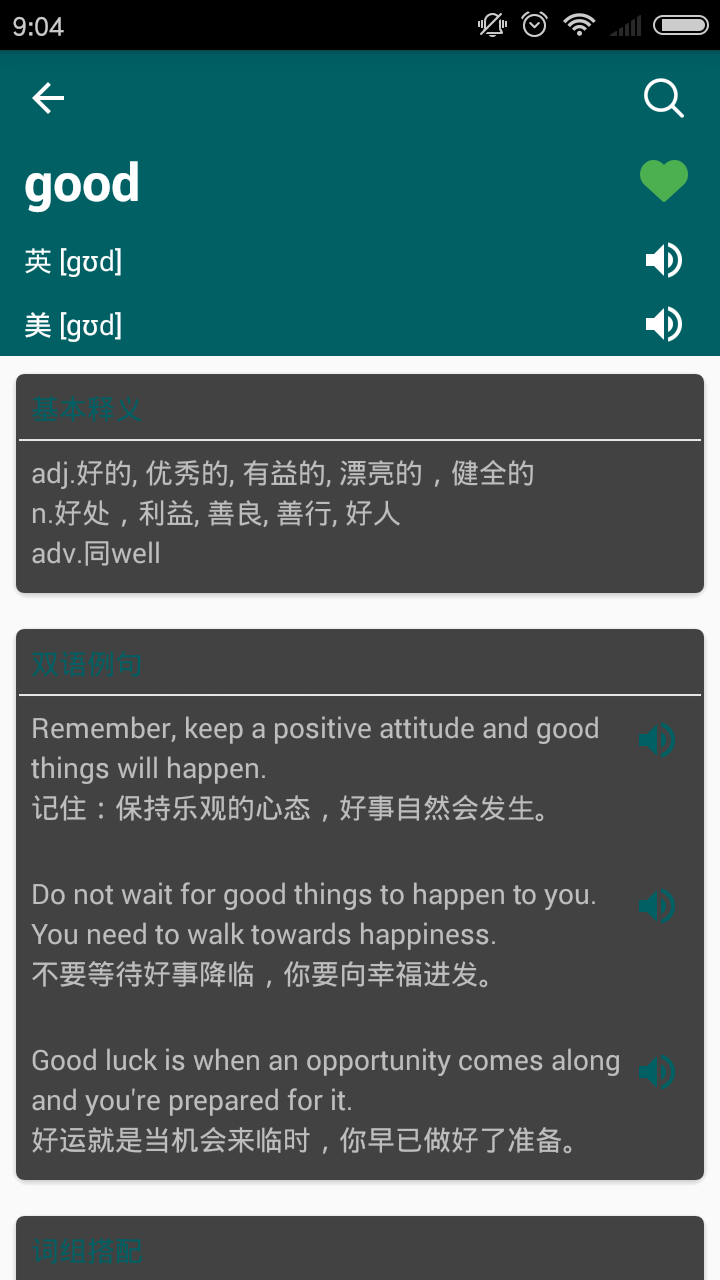 9:04
good
英 [gʊd]
美 [gʊd]
基本释义
adj.好的, 优秀的, 有益的, 漂亮的，健全的
n.好处，利益, 善良, 善行, 好人
adv.同well
双语例句
Remember, keep a positive attitude and good
things will happen.
记住：保持乐观的心态，好事自然会发生。
Do not wait for good things to happen to you.
You need to walk towards happiness.
不要等待好事降临，你要向幸福进发。
Good luck is when an opportunity comes along
and you're prepared for it.
好运就是当机会来临时，你早已做好了准备。
词组搭配